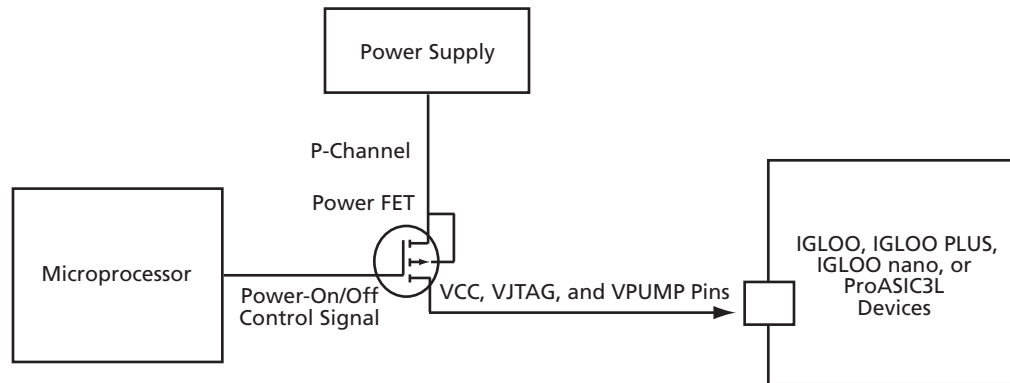 Power Supply
P-Channel
Power FET
Microprocessor
Power-On/Off
Control Signal
VCC, VJTAG, and VPUMP Pins
IGLOO, IGLOO PLUS,
IGLOO nano, or
ProASIC3L
Devices